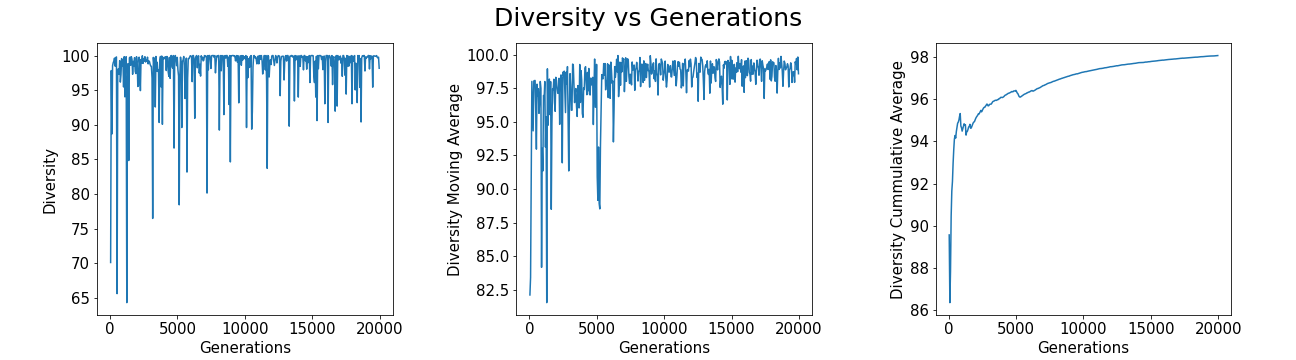 Diversity vs Generations
Diversity
100
95
90
85
80
75
70
65
0 5000 10000 15000 20000
Generations
Diversity Moving Average
100.0
97.5
95.0
92.5
90.0
87.5
85.0
82.5
0 5000 10000 15000 20000
Generations
Diversity Cummulative Average
98
96
94
92
90
88
86
0 5000 10000 15000 20000
Generations